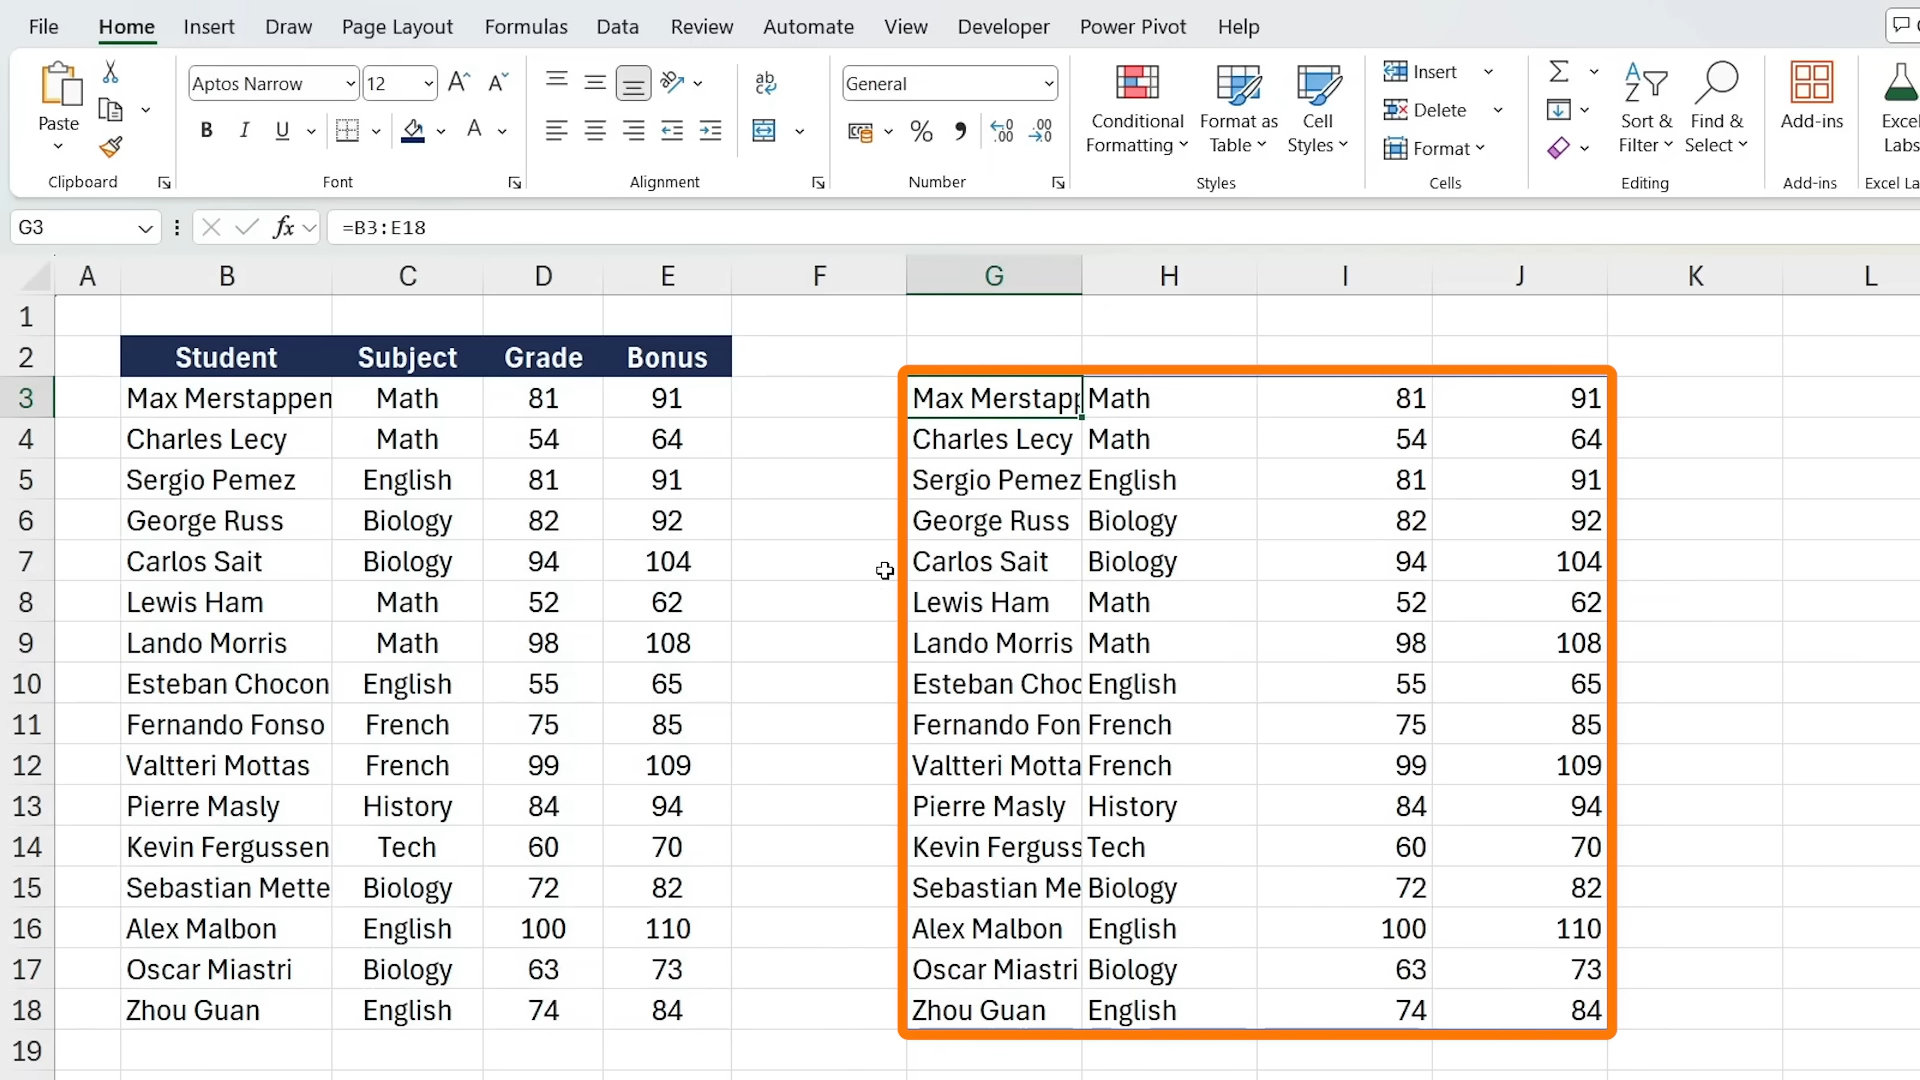 File Home Insert Draw Page Layout Formulas Data Review Automate View Developer Power Pivot Help
Aptos Narrow 12 General
Paste
B I U
Conditional Formatting
Format as Table
Cell Styles
Insert
Delete
Format
Sort & Filter
Find & Select
Add-ins
Clipboard Font Alignment Number Styles Cells Editing Add-ins
G3 fx =B3:E18
A B C D E F G H I J K L
1
2 Student Subject Grade Bonus
3 Max Merstappen Math 81 91 Max Merstapp Math 81 91
4 Charles Lecy Math 54 64 Charles Lecy Math 54 64
5 Sergio Pemez English 81 91 Sergio Pemez English 81 91
6 George Russ Biology 82 92 George Russ Biology 82 92
7 Carlos Sait Biology 94 104 Carlos Sait Biology 94 104
8 Lewis Ham Math 52 62 Lewis Ham Math 52 62
9 Lando Morris Math 98 108 Lando Morris Math 98 108
10 Esteban Chocon English 55 65 Esteban Choc English 55 65
11 Fernando Fonso French 75 85 Fernando Fon French 75 85
12 Valtteri Mottas French 99 109 Valtteri Motta French 99 109
13 Pierre Masly History 84 94 Pierre Masly History 84 94
14 Kevin Fergussen Tech 60 70 Kevin Ferguss Tech 60 70
15 Sebastian Mette Biology 72 82 Sebastian Me Biology 72 82
16 Alex Malbon English 100 110 Alex Malbon English 100 110
17 Oscar Miastri Biology 63 73 Oscar Miastri Biology 63 73
18 Zhou Guan English 74 84 Zhou Guan English 74 84
19